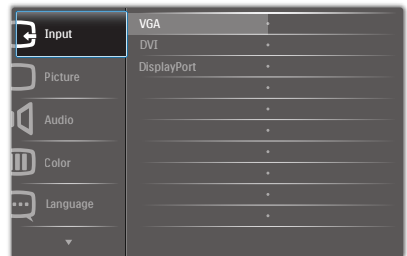 Input
VGA
DVI
DisplayPort
Picture
Audio
Color
Language